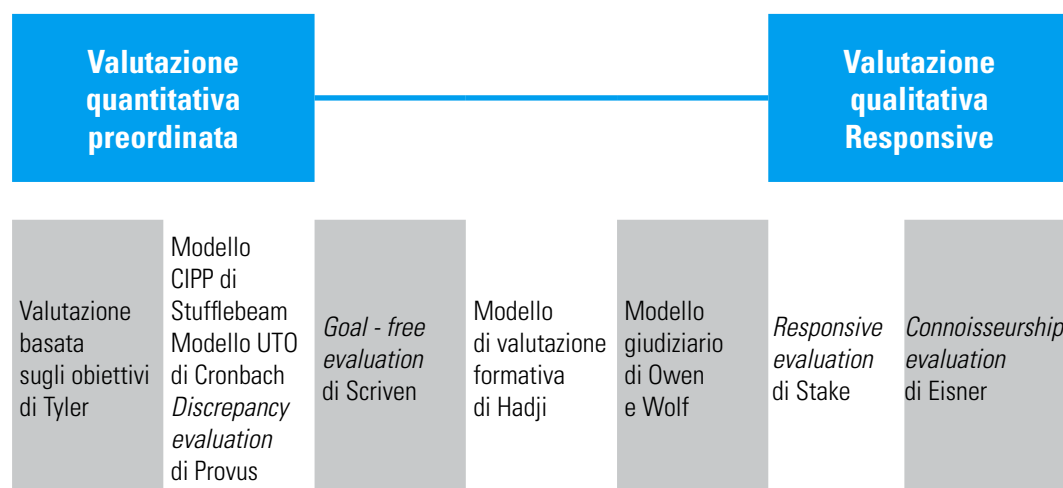 Valutazione
quantitativa
preordinata
Valutazione
qualitativa
Responsive
Valutazione
basata
sugli obiettivi
di Tyler
Modello
CIPP di
Stufflebeam
Modello UTO
di Cronbach
Discrepancy
evaluation
di Provus
Goal - free
evaluation
di Scriven
Modello
di valutazione
formativa
di Hadji
Modello
giudiziario
di Owen
e Wolf
Responsive
evaluation
di Stake
Connoisseurship
evaluation
di Eisner